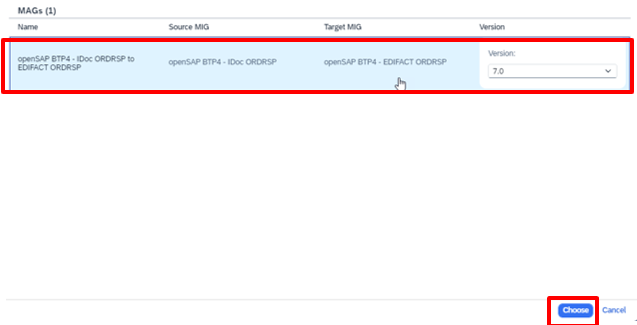 MAGs (1)
Name Source MIG Target MIG Version
openSAP BTP4 - IDoc ORDRSP to
EDIFACT ORDRSP
openSAP BTP4 - IDoc ORDRSP
openSAP BTP4 - EDIFACT ORDRSP
Version:
7.0
Choose Cancel